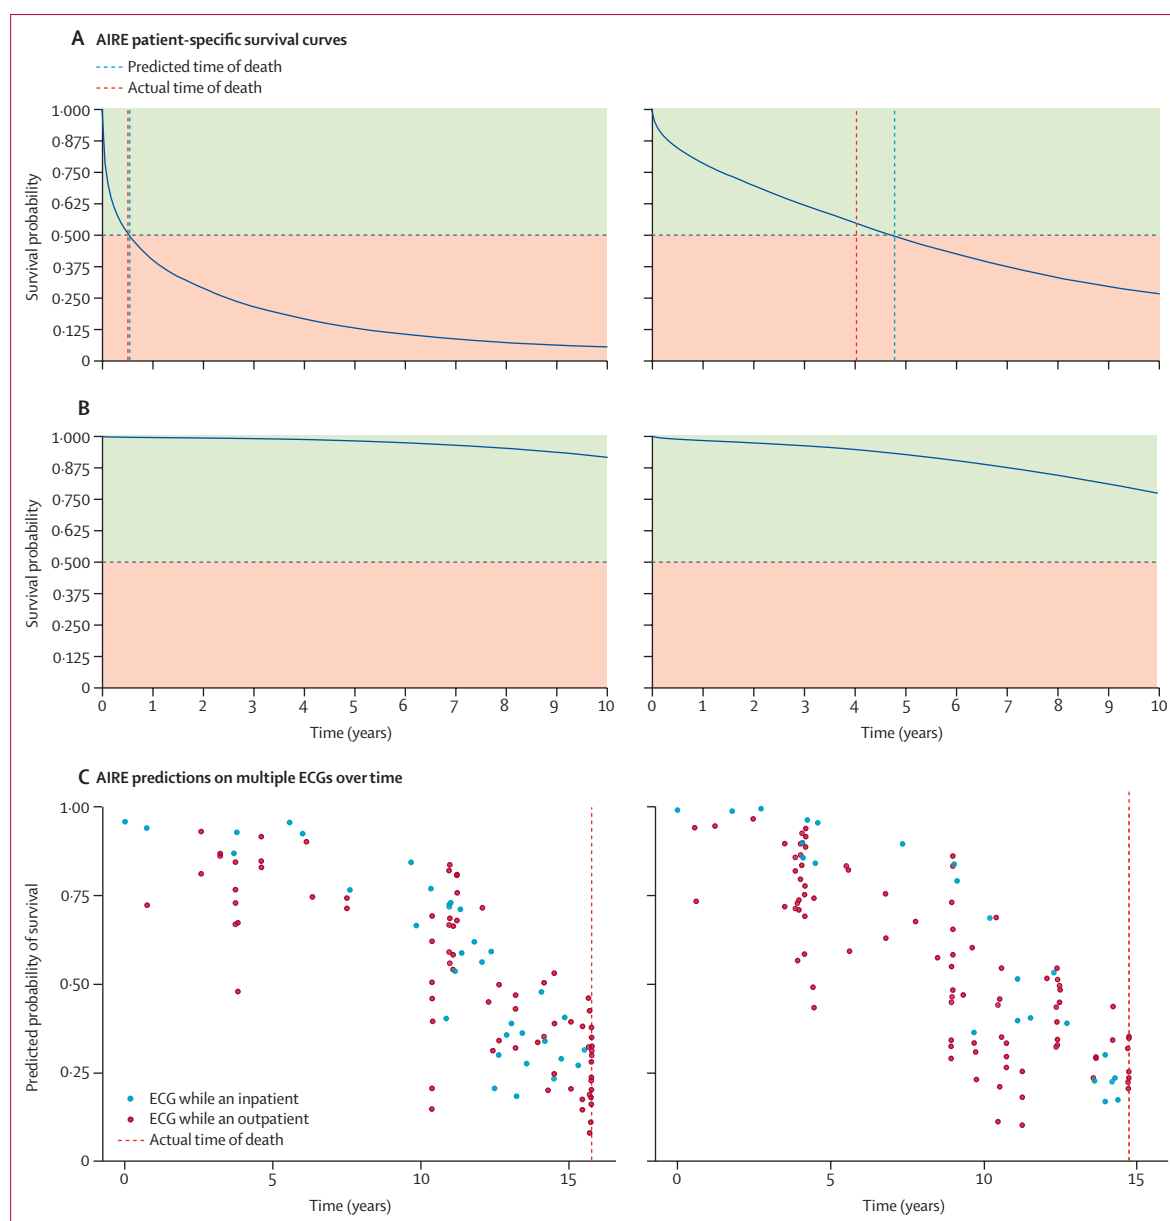 A AIRE patient-specific survival curves
Predicted time of death
Actual time of death
Survival probability
1·000
0·875
0·750
0·625
0·500
0·375
0·250
0·125
0
B
Survival probability
1·000
0·875
0·750
0·625
0·500
0·375
0·250
0·125
0
0 1 2 3 4 5 6 7 8 9 10
Time (years)
0 1 2 3 4 5 6 7 8 9 10
Time (years)
C AIRE predictions on multiple ECGs over time
Predicted probability of survival
1·00
0·75
0·50
0·25
0
ECG while an inpatient
ECG while an outpatient
Actual time of death
0 5 10 15
Time (years)
0 5 10 15
Time (years)